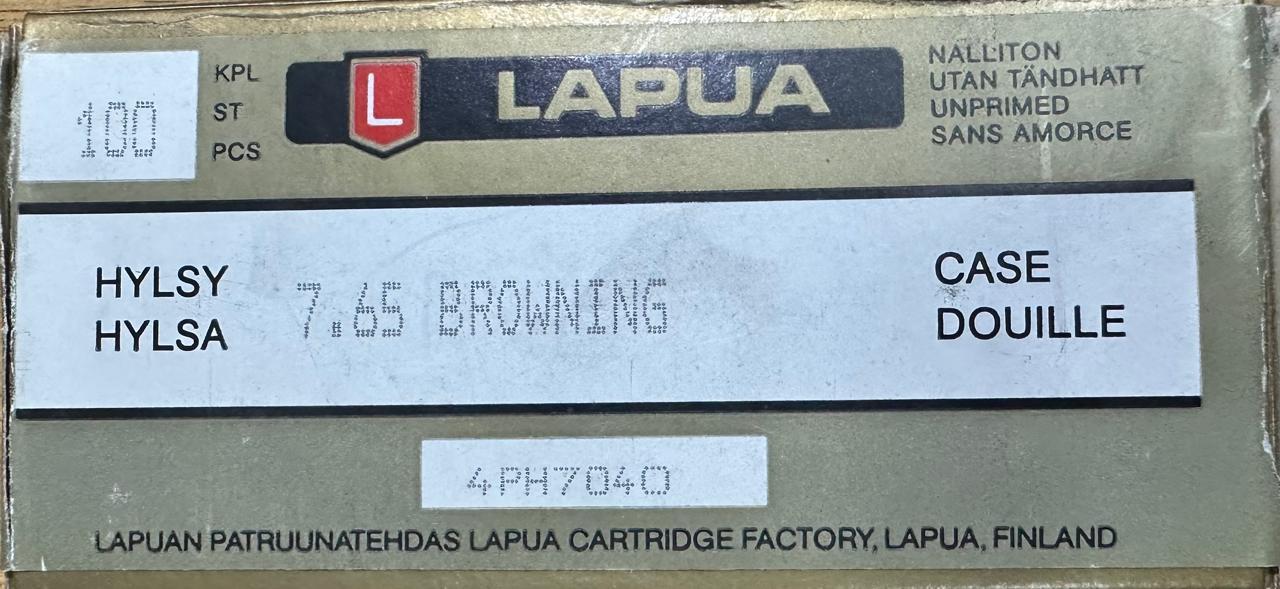 100
KPL
ST
PCS
L
LAPUA
NALLITON
UTAN TÄNDHATT
UNPRIMED
SANS AMORCE
HYLSY
HYLSA
7.65 BROWNING
CASE
DOUILLE
4PH7040
LAPUAN PATRUUNATEHDAS LAPUA CARTRIDGE FACTORY, LAPUA, FINLAND